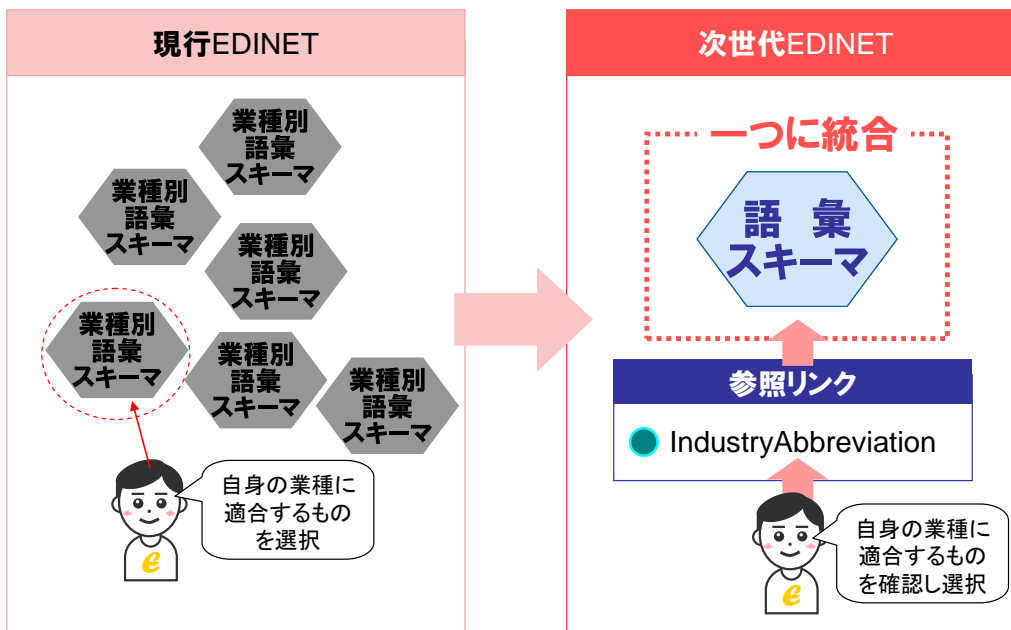 現行EDINET
業種別
語彙
スキーマ
業種別
語彙
スキーマ
業種別
語彙
スキーマ
業種別
語彙
スキーマ
業種別
語彙
スキーマ
業種別
語彙
スキーマ
自身の業種に
適合するもの
を選択
e
次世代EDINET
一つに統合
語 彙
スキーマ
参照リンク
IndustryAbbreviation
自身の業種に
適合するもの
を確認し選択
e